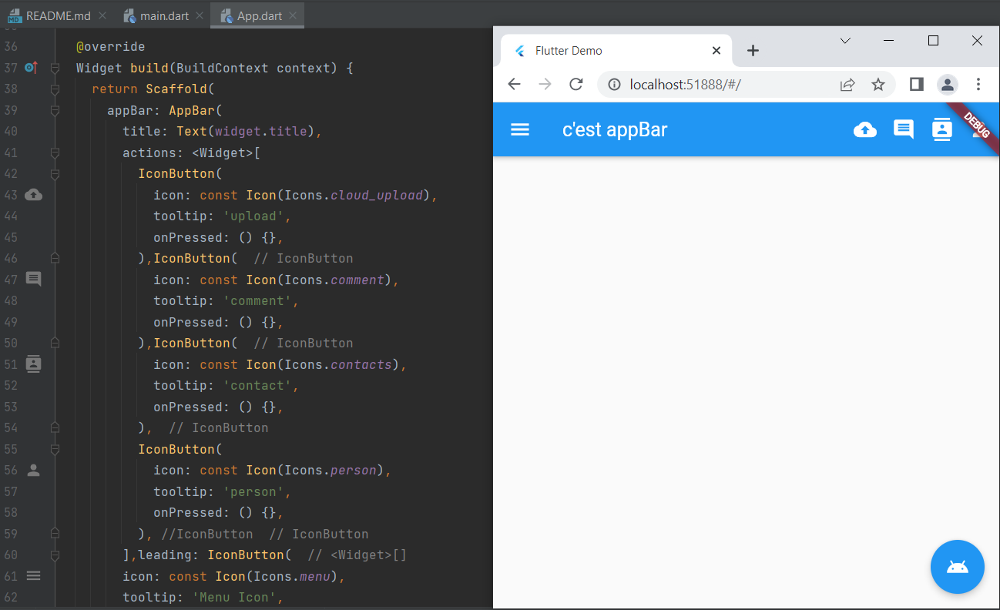 README.md main.dart App.dart
36 @override
37 Widget build(BuildContext context) {
38 return Scaffold(
39 appBar: AppBar(
40 title: Text(widget.title),
41 actions: <Widget>[
42 IconButton(
43 icon: const Icon(Icons.cloud_upload),
44 tooltip: 'upload',
45 onPressed: () {},
46 ),IconButton( // IconButton
47 icon: const Icon(Icons.comment),
48 tooltip: 'comment',
49 onPressed: () {},
50 ),IconButton( // IconButton
51 icon: const Icon(Icons.contacts),
52 tooltip: 'contact',
53 onPressed: () {},
54 ), // IconButton
55 IconButton(
56 icon: const Icon(Icons.person),
57 tooltip: 'person',
58 onPressed: () {},
59 ), //IconButton // IconButton
60 ],leading: IconButton( // <Widget>[]
61 icon: const Icon(Icons.menu),
62 tooltip: 'Menu Icon',
Flutter Demo
localhost:51888/#/
c'est appBar
DEBUG